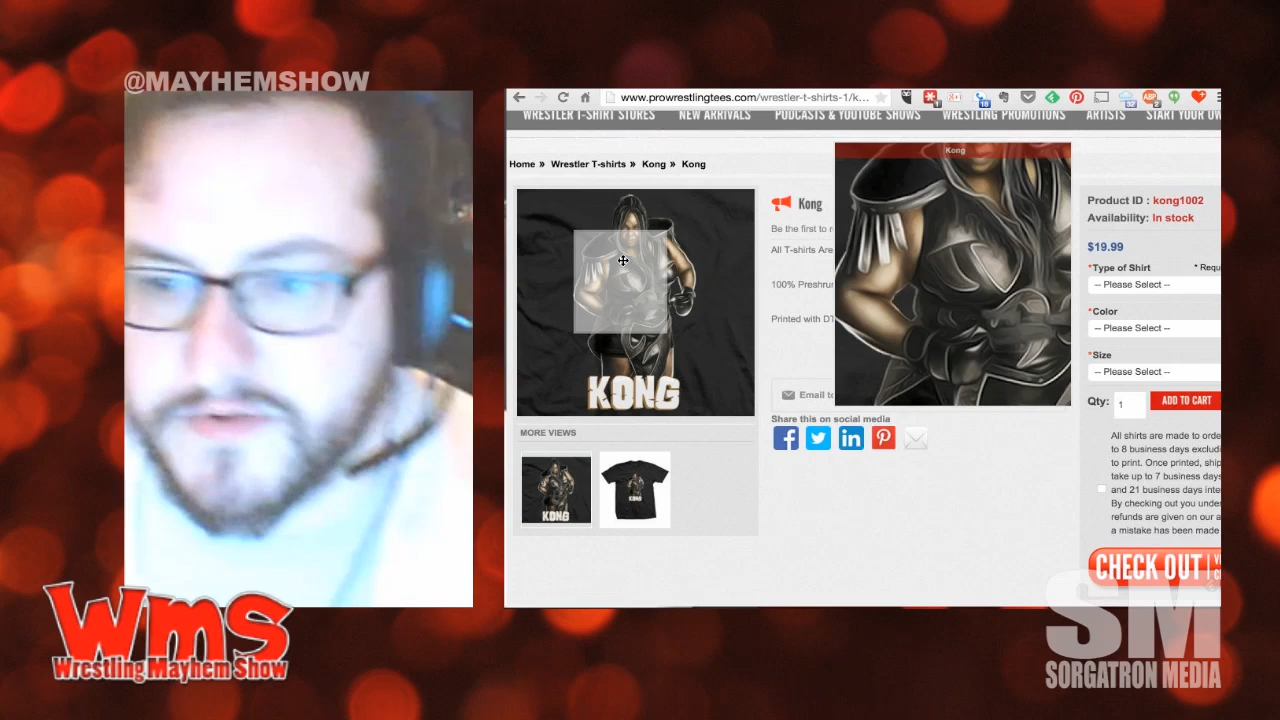 @MAYHEMSHOW
www.prowrestlingtees.com/wrestler-t-shirts-1/k...
WRESTLER T-SHIRT STORES NEW ARRIVALS PODCASTS & YOUTUBE SHOWS WRESTLING PROMOTIONS ARTISTS START YOUR OW
Home » Wrestler T-shirts » Kong » Kong
Kong
KONG
MORE VIEWS
KONG
KONG
Kong
Be the first to r
All T-shirts Are
100% Preshrun
Printed with DT
Email to
Share this on social media
Product ID : kong1002
Availability: In stock
$19.99
*Type of Shirt * Requ
-- Please Select --
*Color
-- Please Select --
*Size
-- Please Select --
Qty: 1 ADD TO CART
All shirts are made to orde
to 8 business days excludi
to print. Once printed, ship
take up to 7 business days
and 21 business days inte
By checking out you under
refunds are given on our a
a mistake has been made
CHECK OUT
WMS
Wrestling Mayhem Show
SM
SORGATRON MEDIA